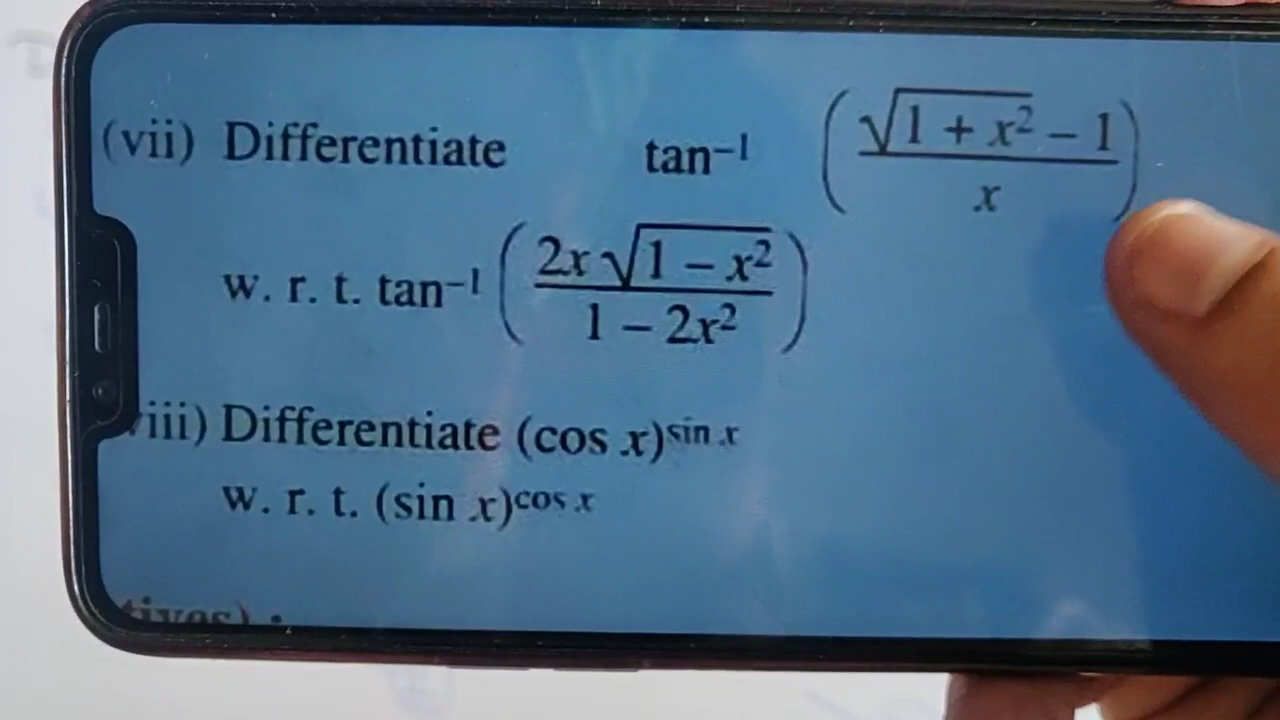 (vii) Differentiate tan⁻¹ ( (√(1 + x²) − 1) / x )
w. r. t. tan⁻¹ ( (2x√(1 − x²)) / (1 − 2x²) )
iii) Differentiate (cos x)^sin x
w. r. t. (sin x)^cos x
tives) :